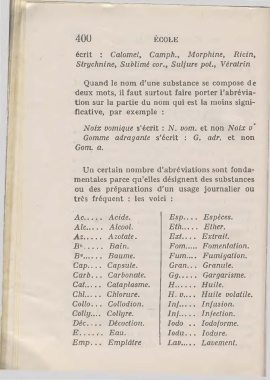 400 ÉCOLE
écrit : Calomel, Camph., Morphine, Ricin,
Strychnine, Sublimé cor., Sulfure pot., Vératrin
Quand le nom d'une substance se compose de
deux mots, il faut surtout faire porter l'abrévia-
tion sur la partie du nom qui est la moins signi-
ficative, par exemple :
Noix vomique s'écrit : N. vom. et non Noix v'
Gomme adragante s'écrit : G. adr. et non
Gom. a.
Un certain nombre d'abréviations sont fonda-
mentales parce qu'elles désignent des substances
ou des préparations d'un usage journalier ou
très fréquent : les voici :
Ac..... Acide.
Alc.... Alcool.
Az..... Azotate.
Bn.... Bain.
Be.... Baume.
Cap.... Capsule.
Carb... Carbonate.
Cat.... Cataplasme.
Chl.... Chlorure.
Collo.. Collodion.
Colly.. Collyre.
Déc.... Décoction.
E..... Eau.
Emp... Emplâtre
Esp.... Espèces.
Eth.... Ether.
Ext.... Extrait.
Fom.... Fomentation.
Fum... Fumigation.
Gran... Granule.
Gg..... Gargarisme.
H...... Huile.
H. v... Huile volatile.
Inf.... Infusion.
Inj.... Injection.
Iodo .. Iodoforme.
Iodu... Iodure.
Lav.... Lavement.